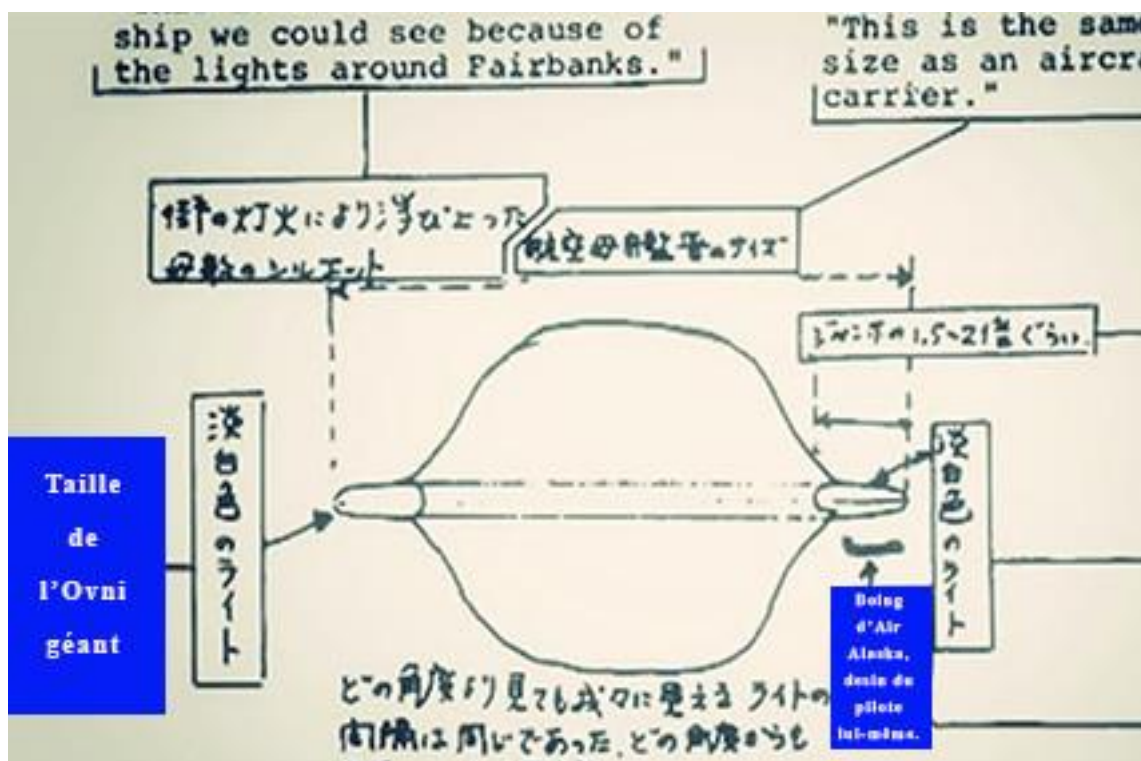 ship we could see because of
the lights around Fairbanks."
"This is the same
size as an aircra
carrier."
街の灯火により浮び上った
母艦のシルエット
航空母艦並のサイズ
ジャンボの1.5~2倍ぐらい.
淡白色のライト
Taille
de
l'Ovni
géant
淡白色のライト
Boing
d'Air
Alaska,
desin du
pilote
lui-même.
どの角度より見ても我々に見えるライトの
間隔は同じであった、どの角度からも